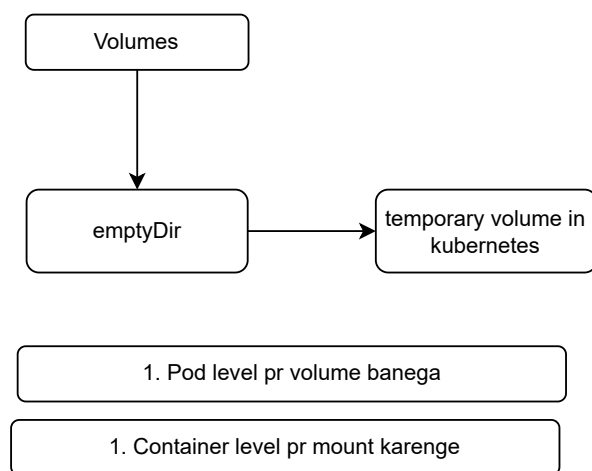 Volumes
emptyDir
temporary volume in
kubernetes
1. Pod level pr volume banega
1. Container level pr mount karenge